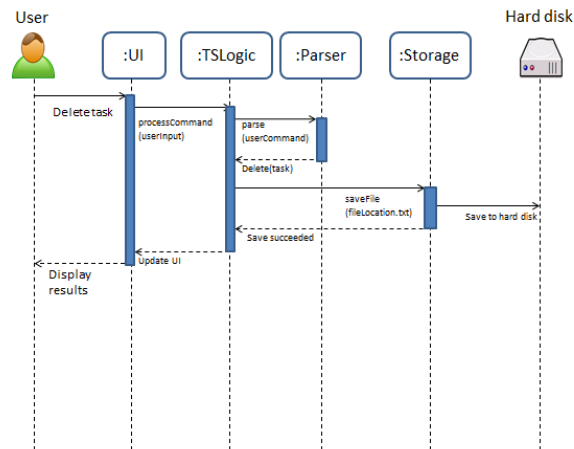 User
Hard disk
:UI
:TSLogic
:Parser
:Storage
Delete task
processCommand
(userInput)
parse
(userCommand)
Delete(task)
saveFile
(fileLocation.txt)
Save to hard disk
Save succeeded
Update UI
Display
results